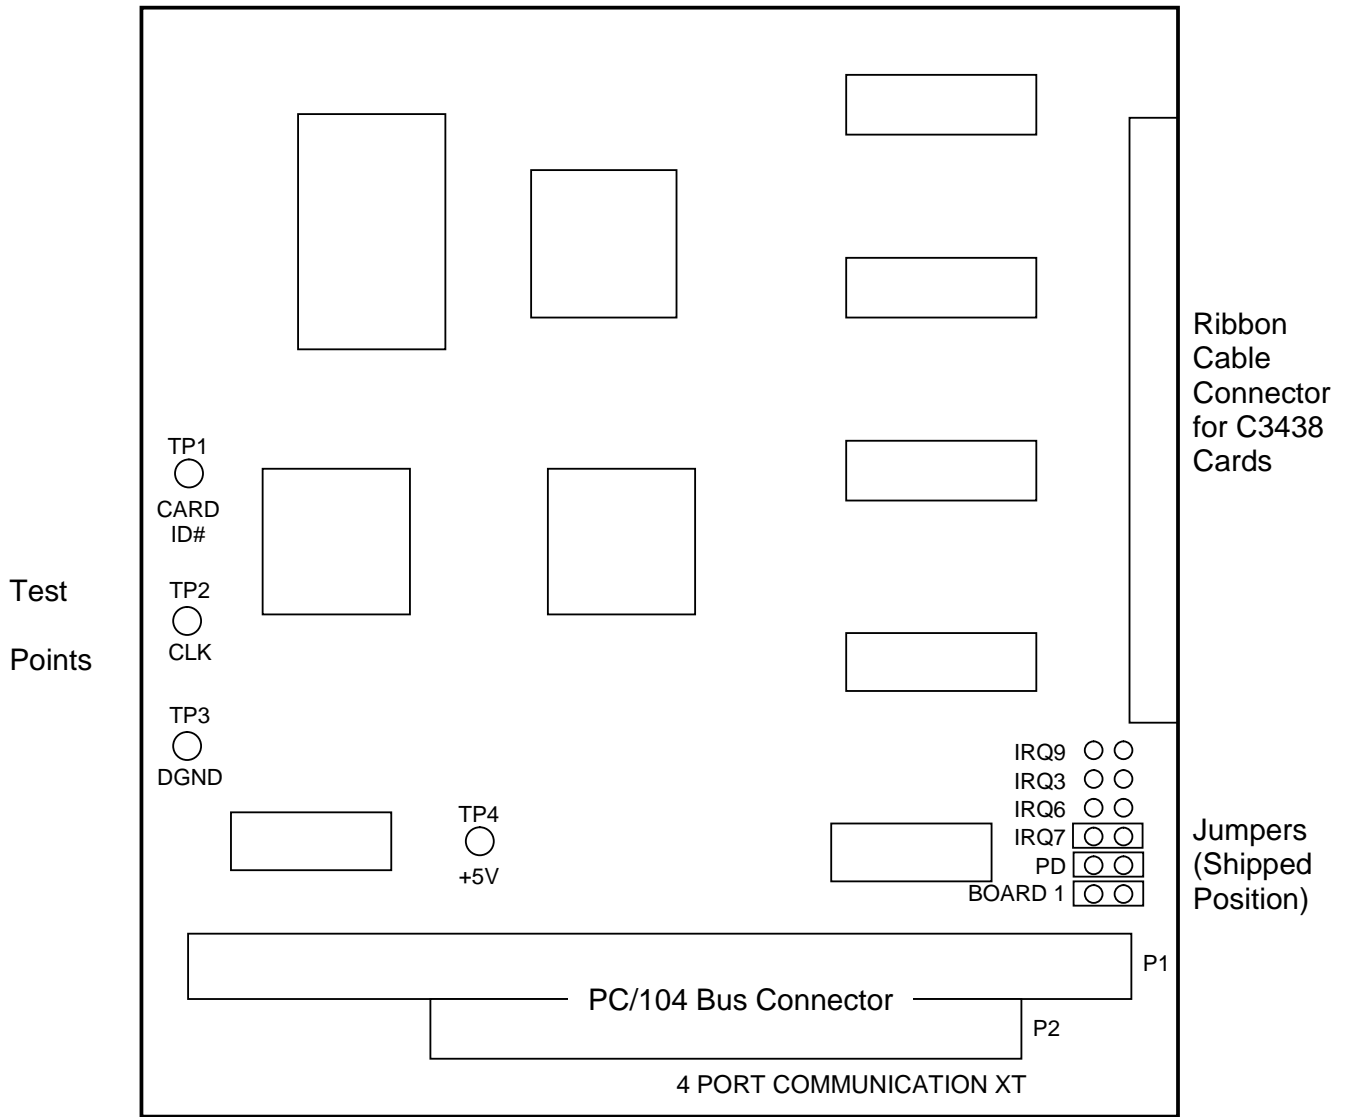 Ribbon
Cable
Connector
for C3438
Cards
TP1
CARD
ID#
Test
Points
TP2
CLK
TP3
DGND
TP4
+5V
IRQ9
IRQ3
IRQ6
IRQ7
PD
BOARD 1
Jumpers
(Shipped
Position)
P1
PC/104 Bus Connector
P2
4 PORT COMMUNICATION XT